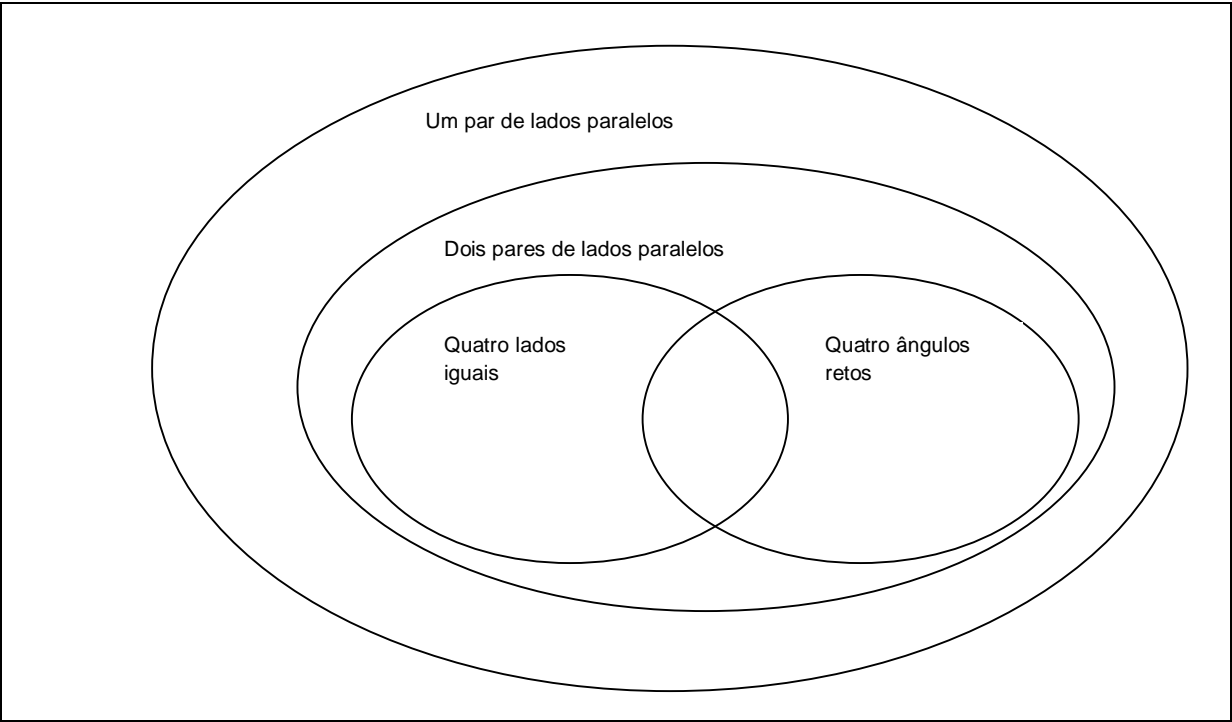 Um par de lados paralelos
Dois pares de lados paralelos
Quatro lados
iguais
Quatro ângulos
retos